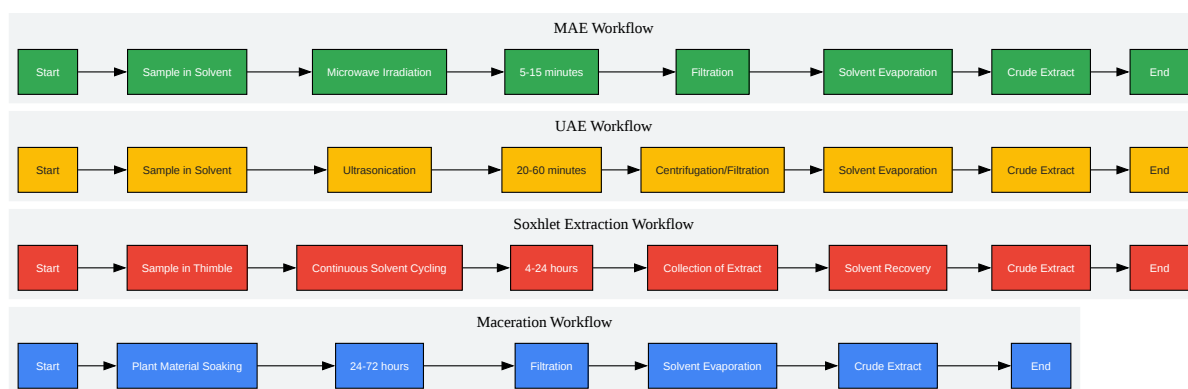 MAE Workflow
Start Sample in Solvent Microwave Irradiation 5-15 minutes Filtration Solvent Evaporation Crude Extract End
UAE Workflow
Start Sample in Solvent Ultrasonication 20-60 minutes Centrifugation/Filtration Solvent Evaporation Crude Extract End
Soxhlet Extraction Workflow
Start Sample in Thimble Continuous Solvent Cycling 4-24 hours Collection of Extract Solvent Recovery Crude Extract End
Maceration Workflow
Start Plant Material Soaking 24-72 hours Filtration Solvent Evaporation Crude Extract End